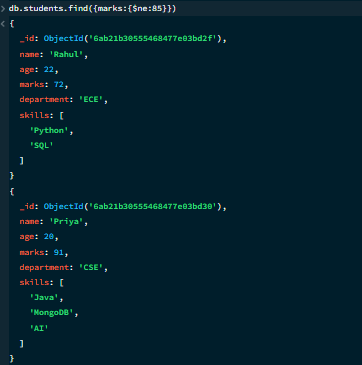 > db.students.find({marks:{$ne:85}})
< {
_id: ObjectId('6ab21b30555468477e03bd2f'),
name: 'Rahul',
age: 22,
marks: 72,
department: 'ECE',
skills: [
'Python',
'SQL'
]
}
{
_id: ObjectId('6ab21b30555468477e03bd30'),
name: 'Priya',
age: 20,
marks: 91,
department: 'CSE',
skills: [
'Java',
'MongoDB',
'AI'
]
}